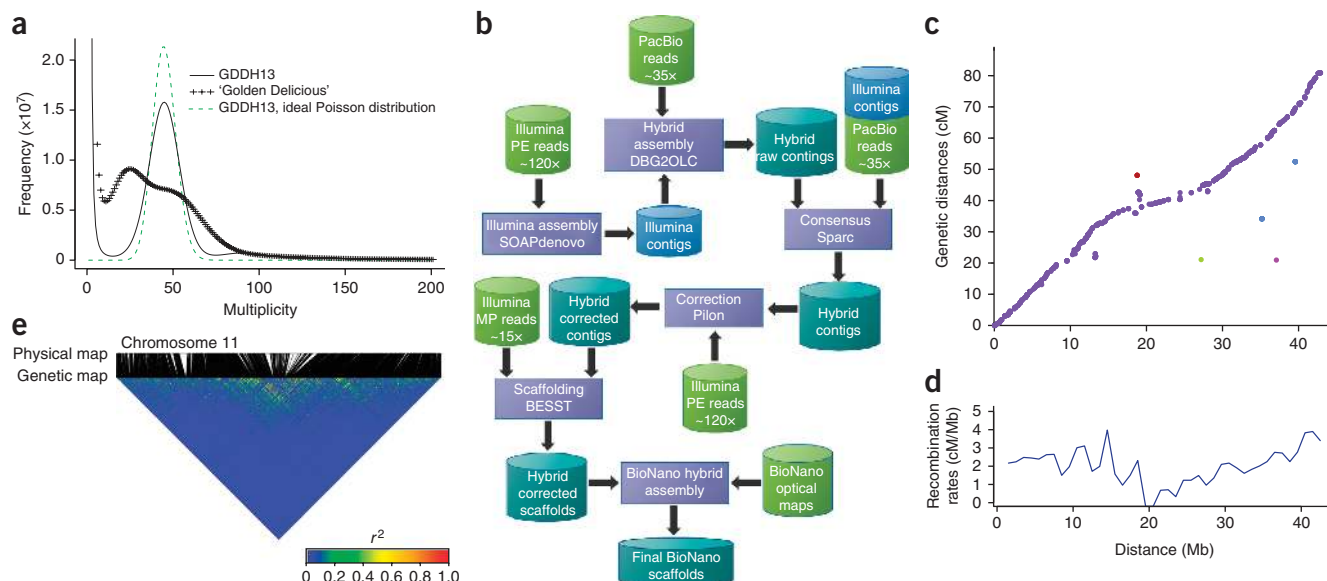 a
Frequency (×10⁷)
2.0
1.5
1.0
0.5
0
0
50
100
150
200
Multiplicity
GDDH13
'Golden Delicious'
GDDH13, ideal Poisson distribution
b
PacBio
reads
~35×
Illumina
PE reads
~120×
Hybrid
assembly
DBG2OLC
Hybrid
raw contings
Illumina
contigs
PacBio
reads
~35×
Illumina assembly
SOAPdenovo
Illumina
contigs
Consensus
Sparc
Illumina
MP reads
~15×
Hybrid
corrected
contigs
Correction
Pilon
Hybrid
contigs
Scaffolding
BESST
Illumina
PE reads
~120×
Hybrid
corrected
scaffolds
BioNano hybrid
assembly
BioNano
optical
maps
Final BioNano
scaffolds
c
Genetic distances (cM)
80
70
60
50
40
30
20
10
0
0
10
20
30
40
d
Recombination
rates (cM/Mb)
5
4
3
2
1
0
0
10
20
30
40
Distance (Mb)
e
Chromosome 11
Physical map
Genetic map
r²
0
0.2
0.4
0.6
0.8
1.0